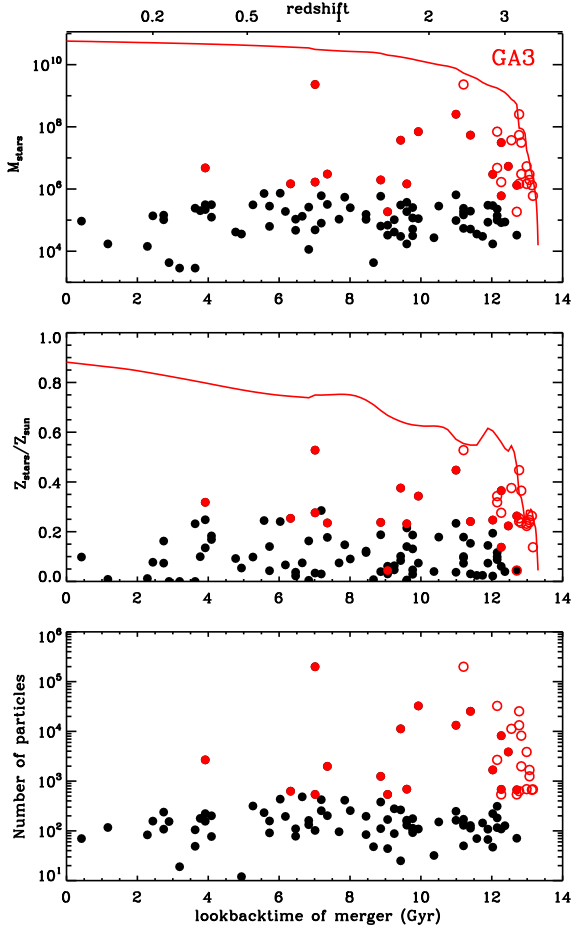 redshift
0.2 0.5 1 2 3
GA3
M_stars
10^10
10^8
10^6
10^4
0 2 4 6 8 10 12 14
Z_stars/Z_sun
1.0
0.8
0.6
0.4
0.2
0.0
0 2 4 6 8 10 12 14
Number of particles
10^6
10^5
10^4
10^3
10^2
10^1
0 2 4 6 8 10 12 14
lookbacktime of merger (Gyr)